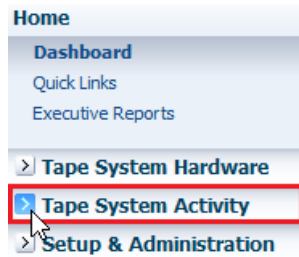 Home
Dashboard
Quick Links
Executive Reports
Tape System Hardware
Tape System Activity
Setup & Administration